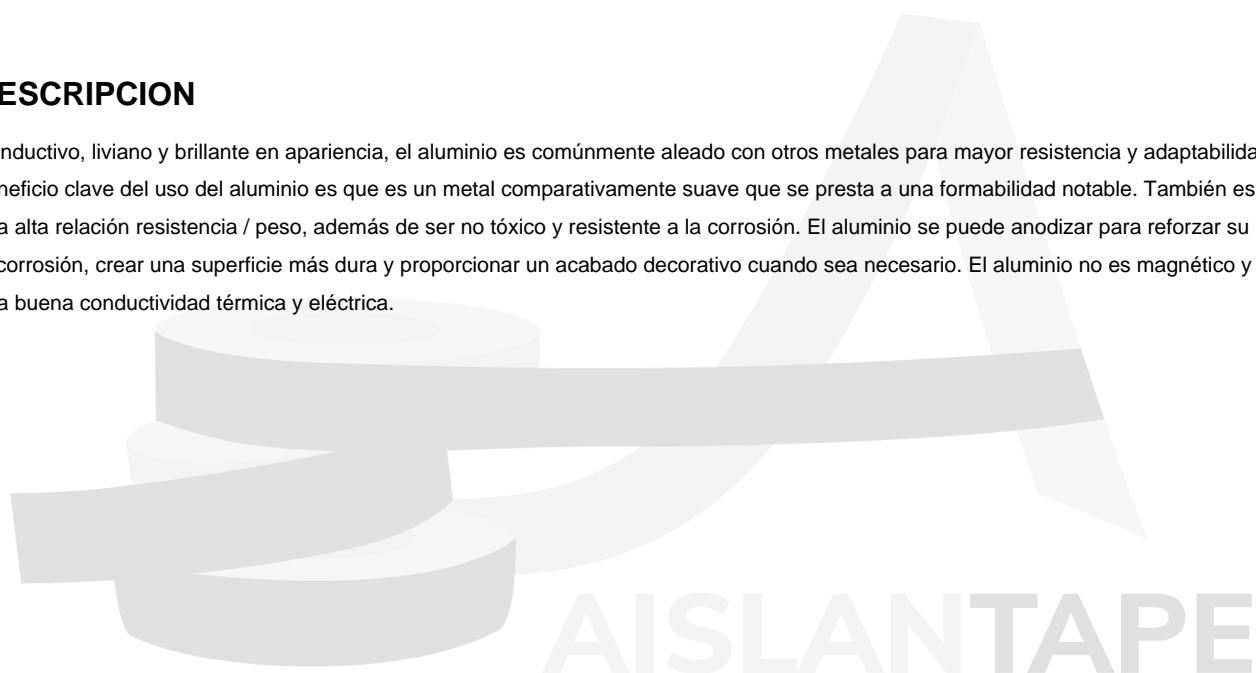 ESCRIPCION
nductivo, liviano y brillante en apariencia, el aluminio es comúnmente aleado con otros metales para mayor resistencia y adaptabilida
neficio clave del uso del aluminio es que es un metal comparativamente suave que se presta a una formabilidad notable. También es
a alta relación resistencia / peso, además de ser no tóxico y resistente a la corrosión. El aluminio se puede anodizar para reforzar su
corrosión, crear una superficie más dura y proporcionar un acabado decorativo cuando sea necesario. El aluminio no es magnético y
a buena conductividad térmica y eléctrica.
AISLANTAPE